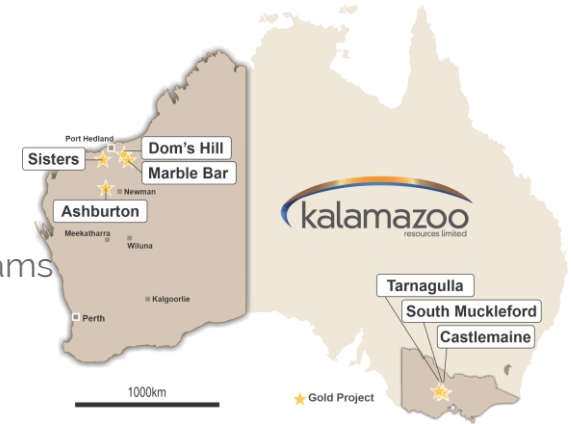 Port Hedland
Dom's Hill
Sisters
Marble Bar
Newman
Ashburton
Meekatharra
Wiluna
ams
Kalgoorlie
Perth
1000km
kalamazoo
resources limited
Tarnagulla
South Muckleford
Castlemaine
Gold Project